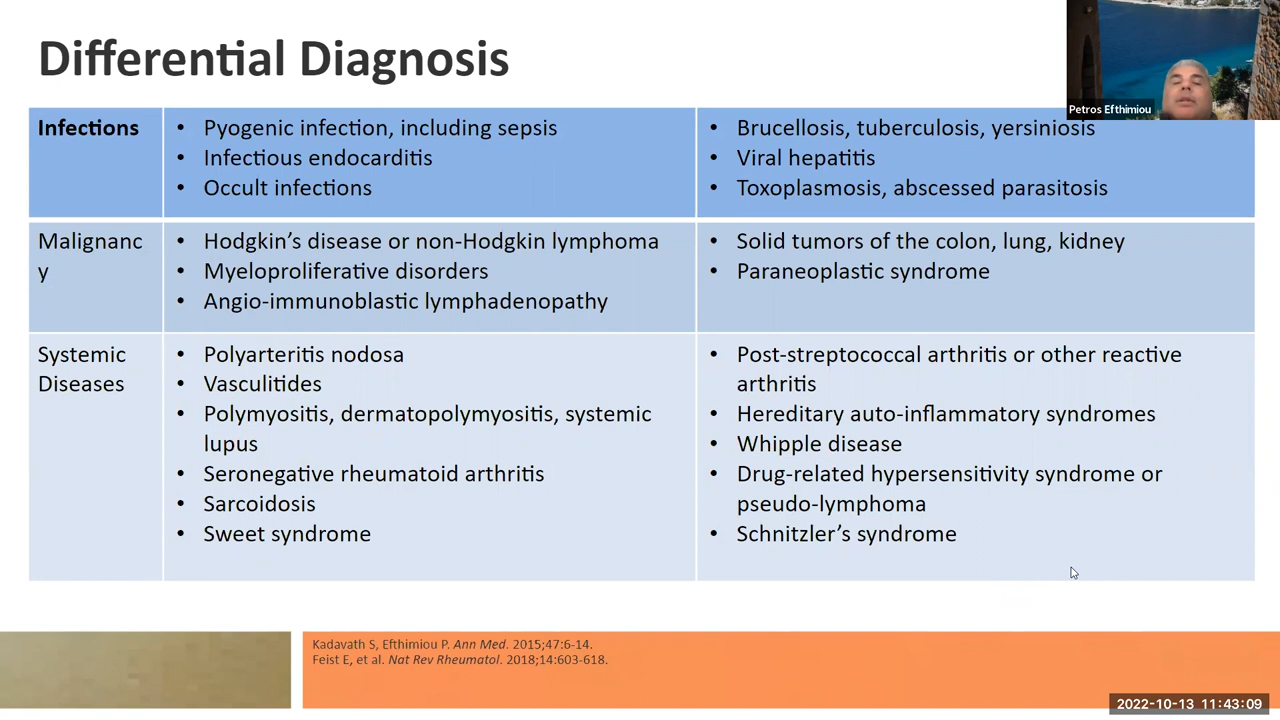 Differential Diagnosis
Petros Efthimiou
Infections
• Pyogenic infection, including sepsis
• Infectious endocarditis
• Occult infections
• Brucellosis, tuberculosis, yersiniosis
• Viral hepatitis
• Toxoplasmosis, abscessed parasitosis
Malignanc
y
• Hodgkin’s disease or non-Hodgkin lymphoma
• Myeloproliferative disorders
• Angio-immunoblastic lymphadenopathy
• Solid tumors of the colon, lung, kidney
• Paraneoplastic syndrome
Systemic
Diseases
• Polyarteritis nodosa
• Vasculitides
• Polymyositis, dermatopolymyositis, systemic
lupus
• Seronegative rheumatoid arthritis
• Sarcoidosis
• Sweet syndrome
• Post-streptococcal arthritis or other reactive
arthritis
• Hereditary auto-inflammatory syndromes
• Whipple disease
• Drug-related hypersensitivity syndrome or
pseudo-lymphoma
• Schnitzler’s syndrome
Kadavath S, Efthimiou P. Ann Med. 2015;47:6-14.
Feist E, et al. Nat Rev Rheumatol. 2018;14:603-618.
2022-10-13 11:43:09